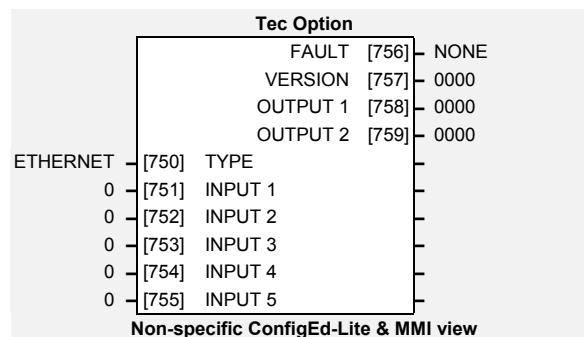 Tec Option
FAULT [756] NONE
VERSION [757] 0000
OUTPUT 1 [758] 0000
OUTPUT 2 [759] 0000
ETHERNET [750] TYPE
0 [751] INPUT 1
0 [752] INPUT 2
0 [753] INPUT 3
0 [754] INPUT 4
0 [755] INPUT 5
Non-specific ConfigEd-Lite & MMI view